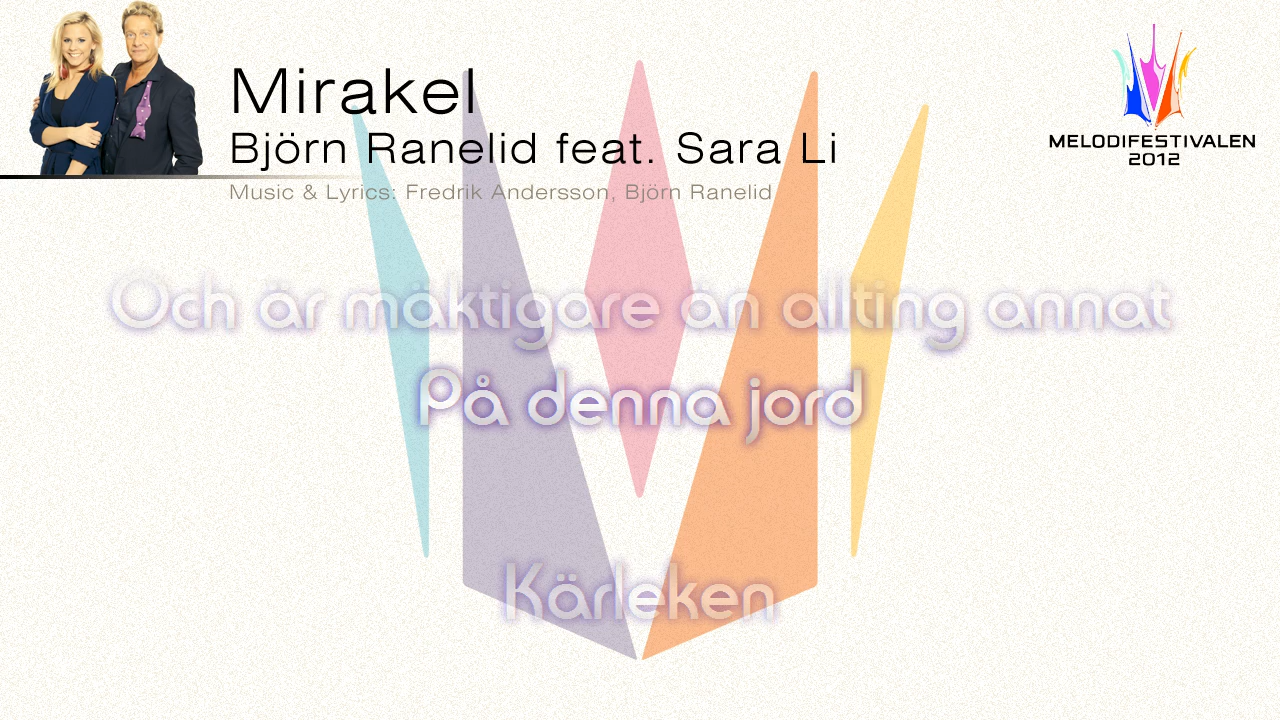 Mirakel
Björn Ranelid feat. Sara Li
Music & Lyrics: Fredrik Andersson, Björn Ranelid
MELODIFESTIVALEN
2012
Och är mäktigare än allting annat
På denna jord
Kärleken